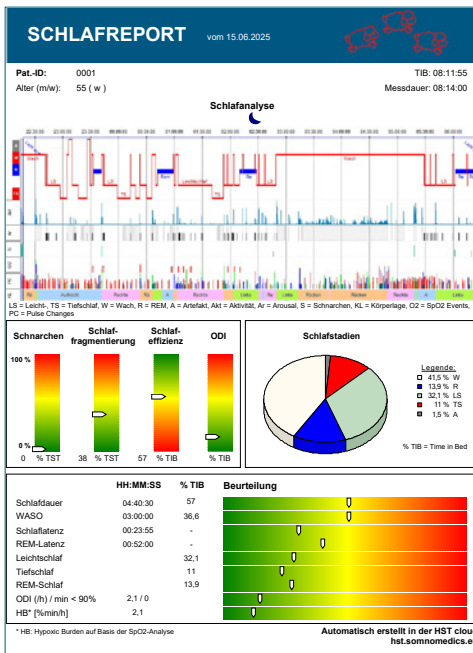 SCHLAFREPORT vom 15.06.2025
Pat.-ID: 0001 TIB: 08:11:55
Alter (m/w): 55 ( w ) Messdauer: 08:14:00
Schlafanalyse
LS = Leicht-, TS = Tiefschlaf, W = Wach, R = REM, A = Artefakt, Akt = Aktivität, Ar = Arousal, S = Schnarchen, KL = Körperlage, O2 = SpO2 Events,
PC = Pulse Changes
Schnarchen Schlaf-fragmentierung Schlaf-effizienz ODI
100 %
0 %
0 % TST 38 % TST 57 % TIB % TIB
Schlafstadien
Legende:
41,5 % W
13,9 % R
32,1 % LS
11 % TS
1,5 % A
% TIB = Time in Bed
HH:MM:SS % TIB Beurteilung
Schlafdauer 04:40:30 57
WASO 03:00:00 36,6
Schlaflatenz 00:23:55 -
REM-Latenz 00:52:00 -
Leichtschlaf 32,1
Tiefschlaf 11
REM-Schlaf 13,9
ODI (/h) / min < 90% 2,1 / 0
HB* [%min/h] 2,1
* HB: Hypoxic Burden auf Basis der SpO2-Analyse
Automatisch erstellt in der HST clou
hst.somnomedics.e